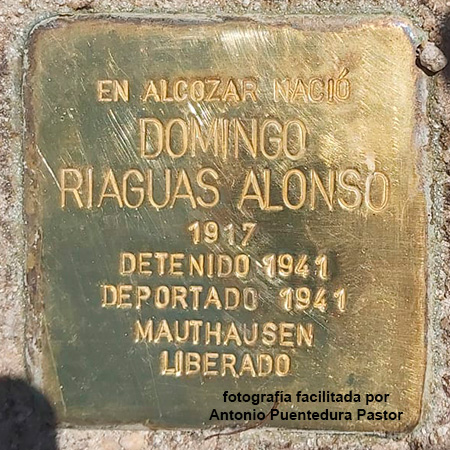 EN ALCOZAR NACIÓ
DOMINGO
RIAGUAS ALONSO
1917
DETENIDO 1941
DEPORTADO 1941
MAUTHAUSEN
LIBERADO
fotografía facilitada por
Antonio Puentedura Pastor